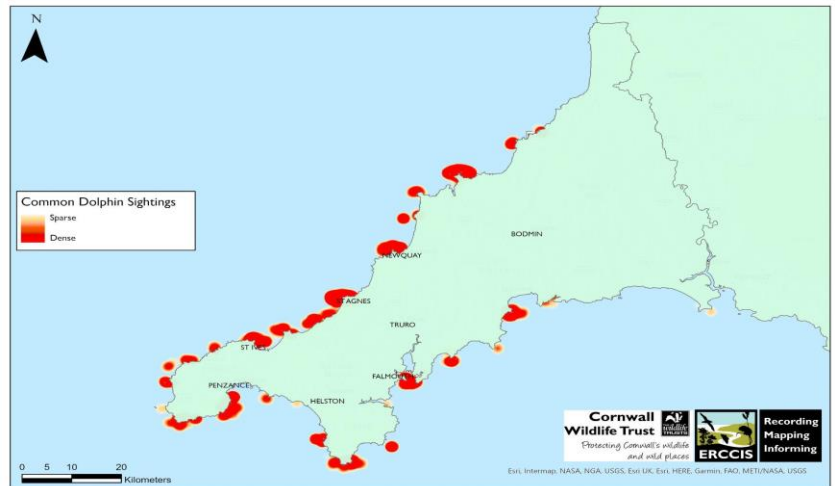 N
Common Dolphin Sightings
Sparse
Dense
BODMIN
NEWQUAY
ST AGNES
TRURO
ST IVES
FALMOUTH
PENZANCE
HELSTON
0 5 10 20
Kilometers
Cornwall
Wildlife Trust
Protecting Cornwall's wildlife
and wild places
ERCCIS
Recording
Mapping
Informing
Esri, Intermap, NASA, NGA, USGS, Esri UK, Esri, HERE, Garmin, FAO, METI/NASA, USGS